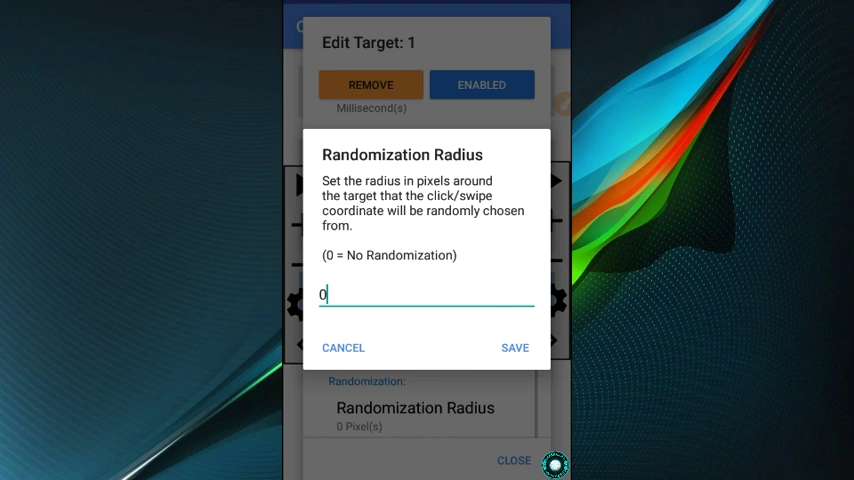 C
Edit Target: 1
REMOVE
ENABLED
Millisecond(s)
Randomization Radius
Set the radius in pixels around
the target that the click/swipe
coordinate will be randomly chosen
from.
(0 = No Randomization)
0
CANCEL
SAVE
Randomization:
Randomization Radius
0 Pixel(s)
CLOSE